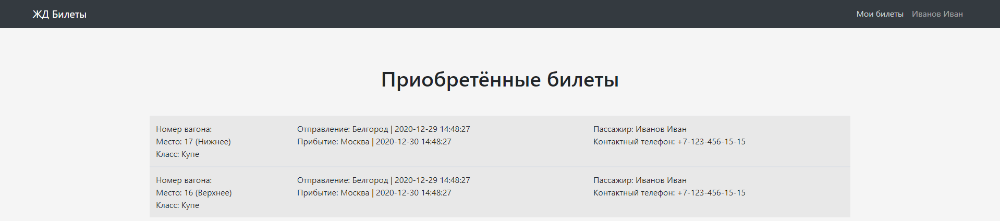 ЖД Билеты
Мои билеты Иванов Иван
Приобретённые билеты
Номер вагона:
Место: 17 (Нижнее)
Класс: Купе
Отправление: Белгород | 2020-12-29 14:48:27
Прибытие: Москва | 2020-12-30 14:48:27
Пассажир: Иванов Иван
Контактный телефон: +7-123-456-15-15
Номер вагона:
Место: 16 (Верхнее)
Класс: Купе
Отправление: Белгород | 2020-12-29 14:48:27
Прибытие: Москва | 2020-12-30 14:48:27
Пассажир: Иванов Иван
Контактный телефон: +7-123-456-15-15